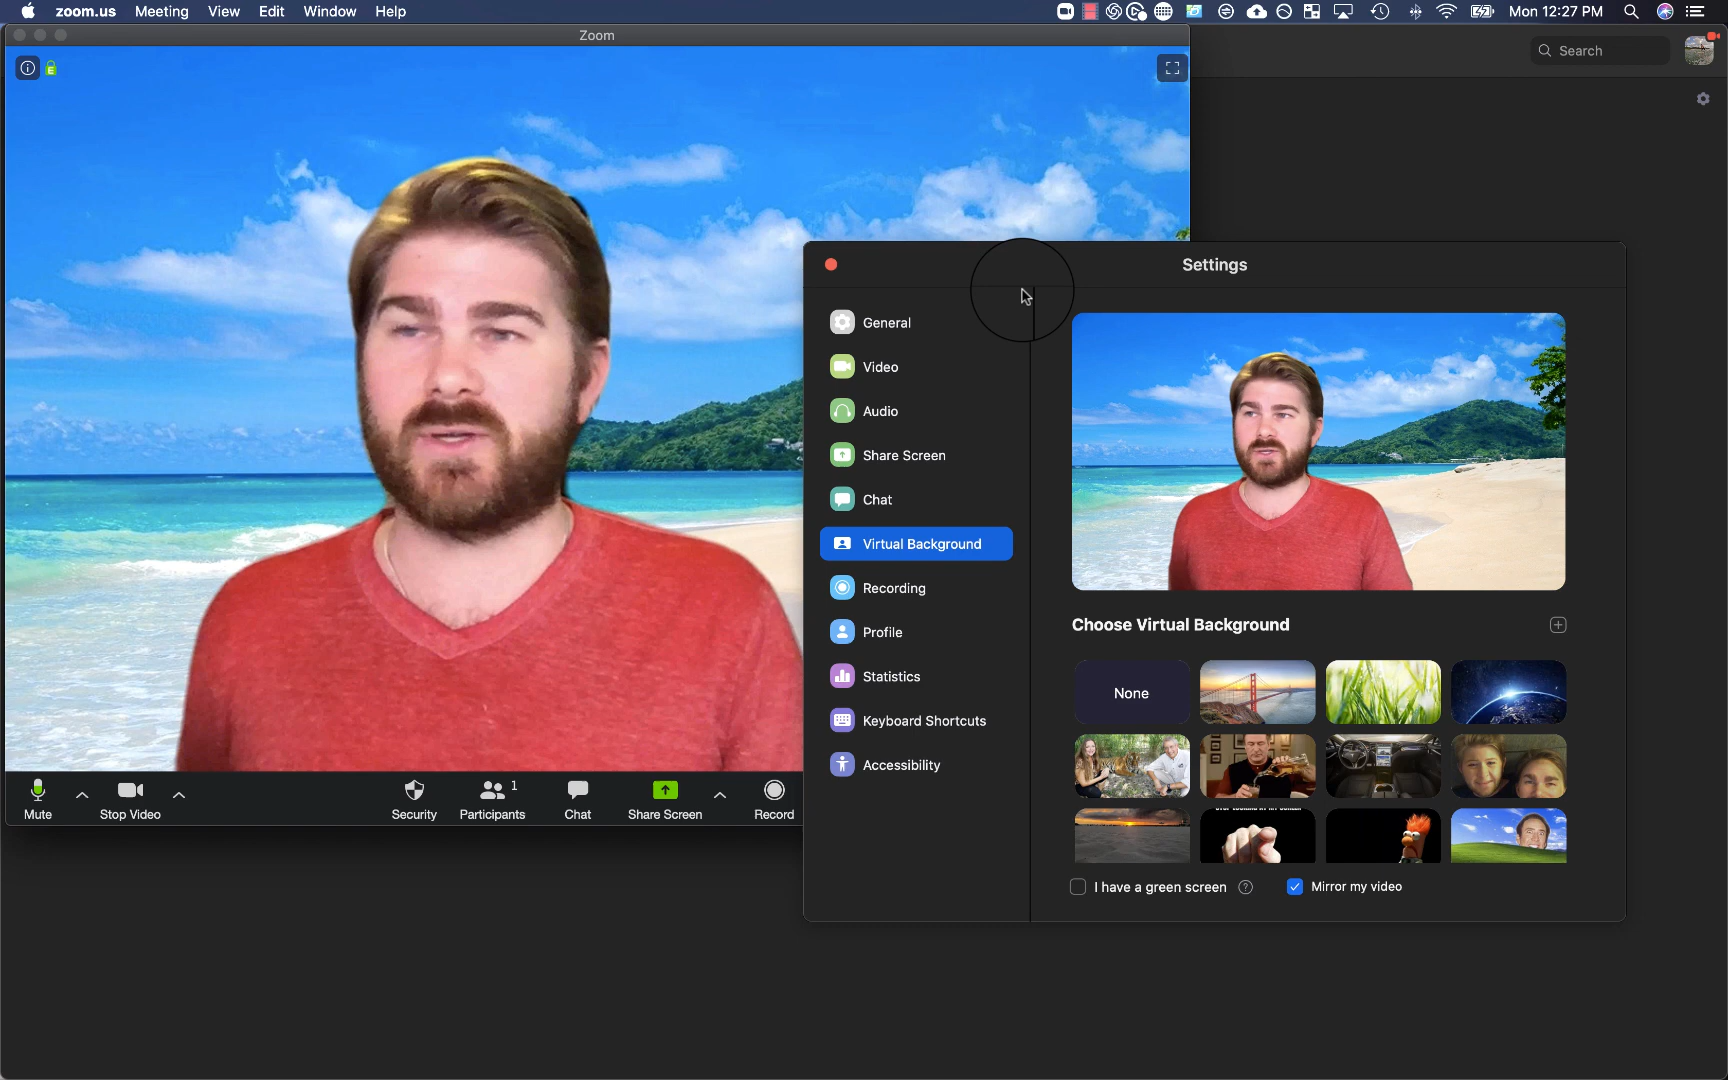 zoom.us Meeting View Edit Window Help Mon 12:27 PM
Zoom
Search
E
Settings
General
Video
Audio
Share Screen
Chat
Virtual Background
Recording
Profile
Statistics
Keyboard Shortcuts
Accessibility
Choose Virtual Background
None
I have a green screen ? Mirror my video
1
Mute Stop Video Security Participants Chat Share Screen Record